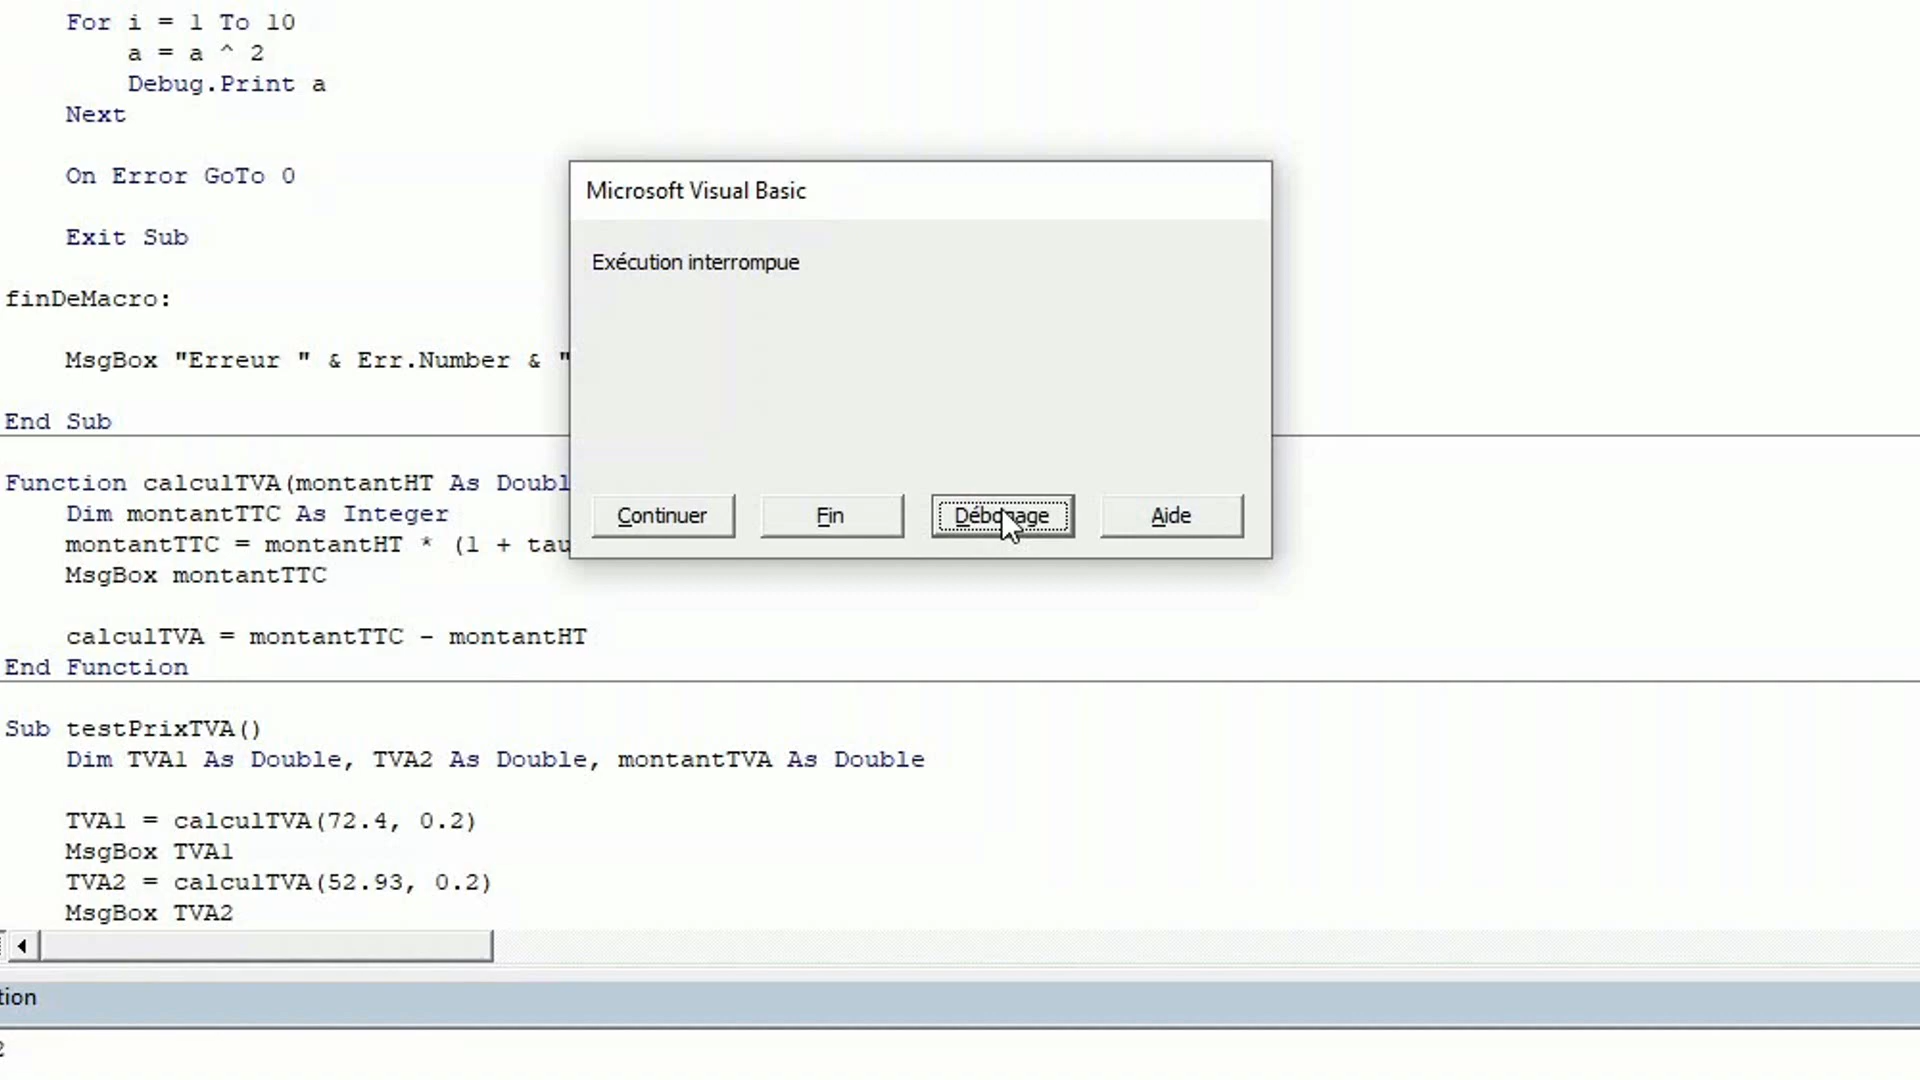 For i = 1 To 10
a = a ^ 2
Debug.Print a
Next
On Error GoTo 0
Exit Sub
finDeMacro:
MsgBox "Erreur " & Err.Number & "
End Sub
Function calculTVA(montantHT As Doubl
Dim montantTTC As Integer
montantTTC = montantHT * (1 + tau
MsgBox montantTTC
calculTVA = montantTTC - montantHT
End Function
Sub testPrixTVA()
Dim TVA1 As Double, TVA2 As Double, montantTVA As Double
TVA1 = calculTVA(72.4, 0.2)
MsgBox TVA1
TVA2 = calculTVA(52.93, 0.2)
MsgBox TVA2
Microsoft Visual Basic
Exécution interrompue
Continuer
Fin
Débogage
Aide
tion
2